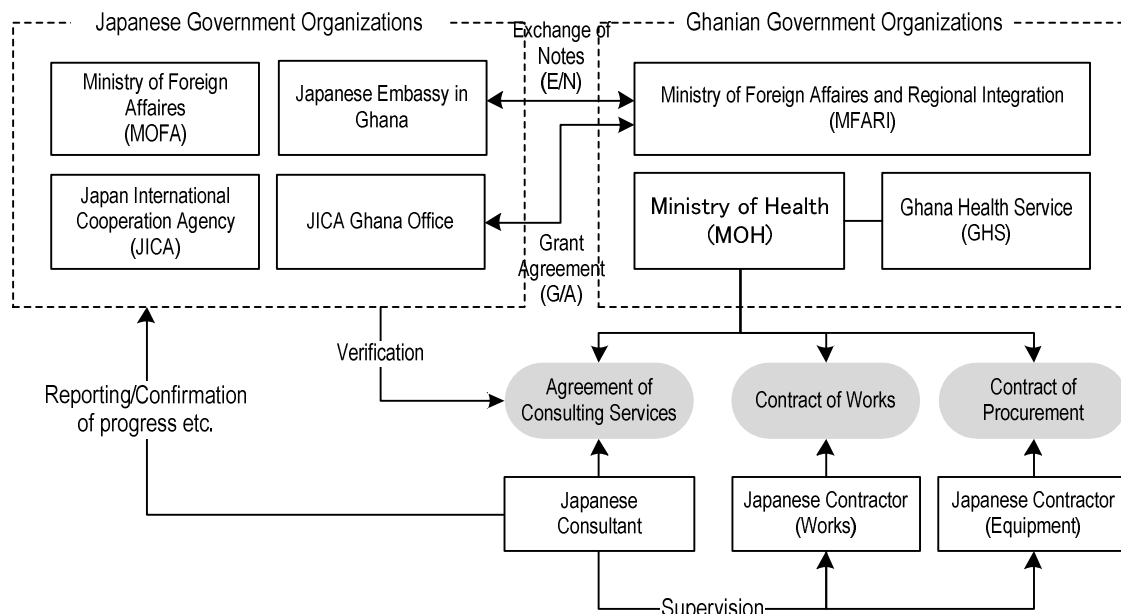 Japanese Government Organizations
Ghanian Government Organizations
Exchange of
Notes
(E/N)
Ministry of Foreign
Affaires
(MOFA)
Japanese Embassy in
Ghana
Ministry of Foreign Affaires and Regional Integration
(MFARI)
Japan International
Cooperation Agency
(JICA)
JICA Ghana Office
Ministry of Health
(MOH)
Ghana Health Service
(GHS)
Grant
Agreement
(G/A)
Verification
Reporting/Confirmation
of progress etc.
Agreement of
Consulting Services
Contract of Works
Contract of
Procurement
Japanese
Consultant
Japanese Contractor
(Works)
Japanese Contractor
(Equipment)
Supervision